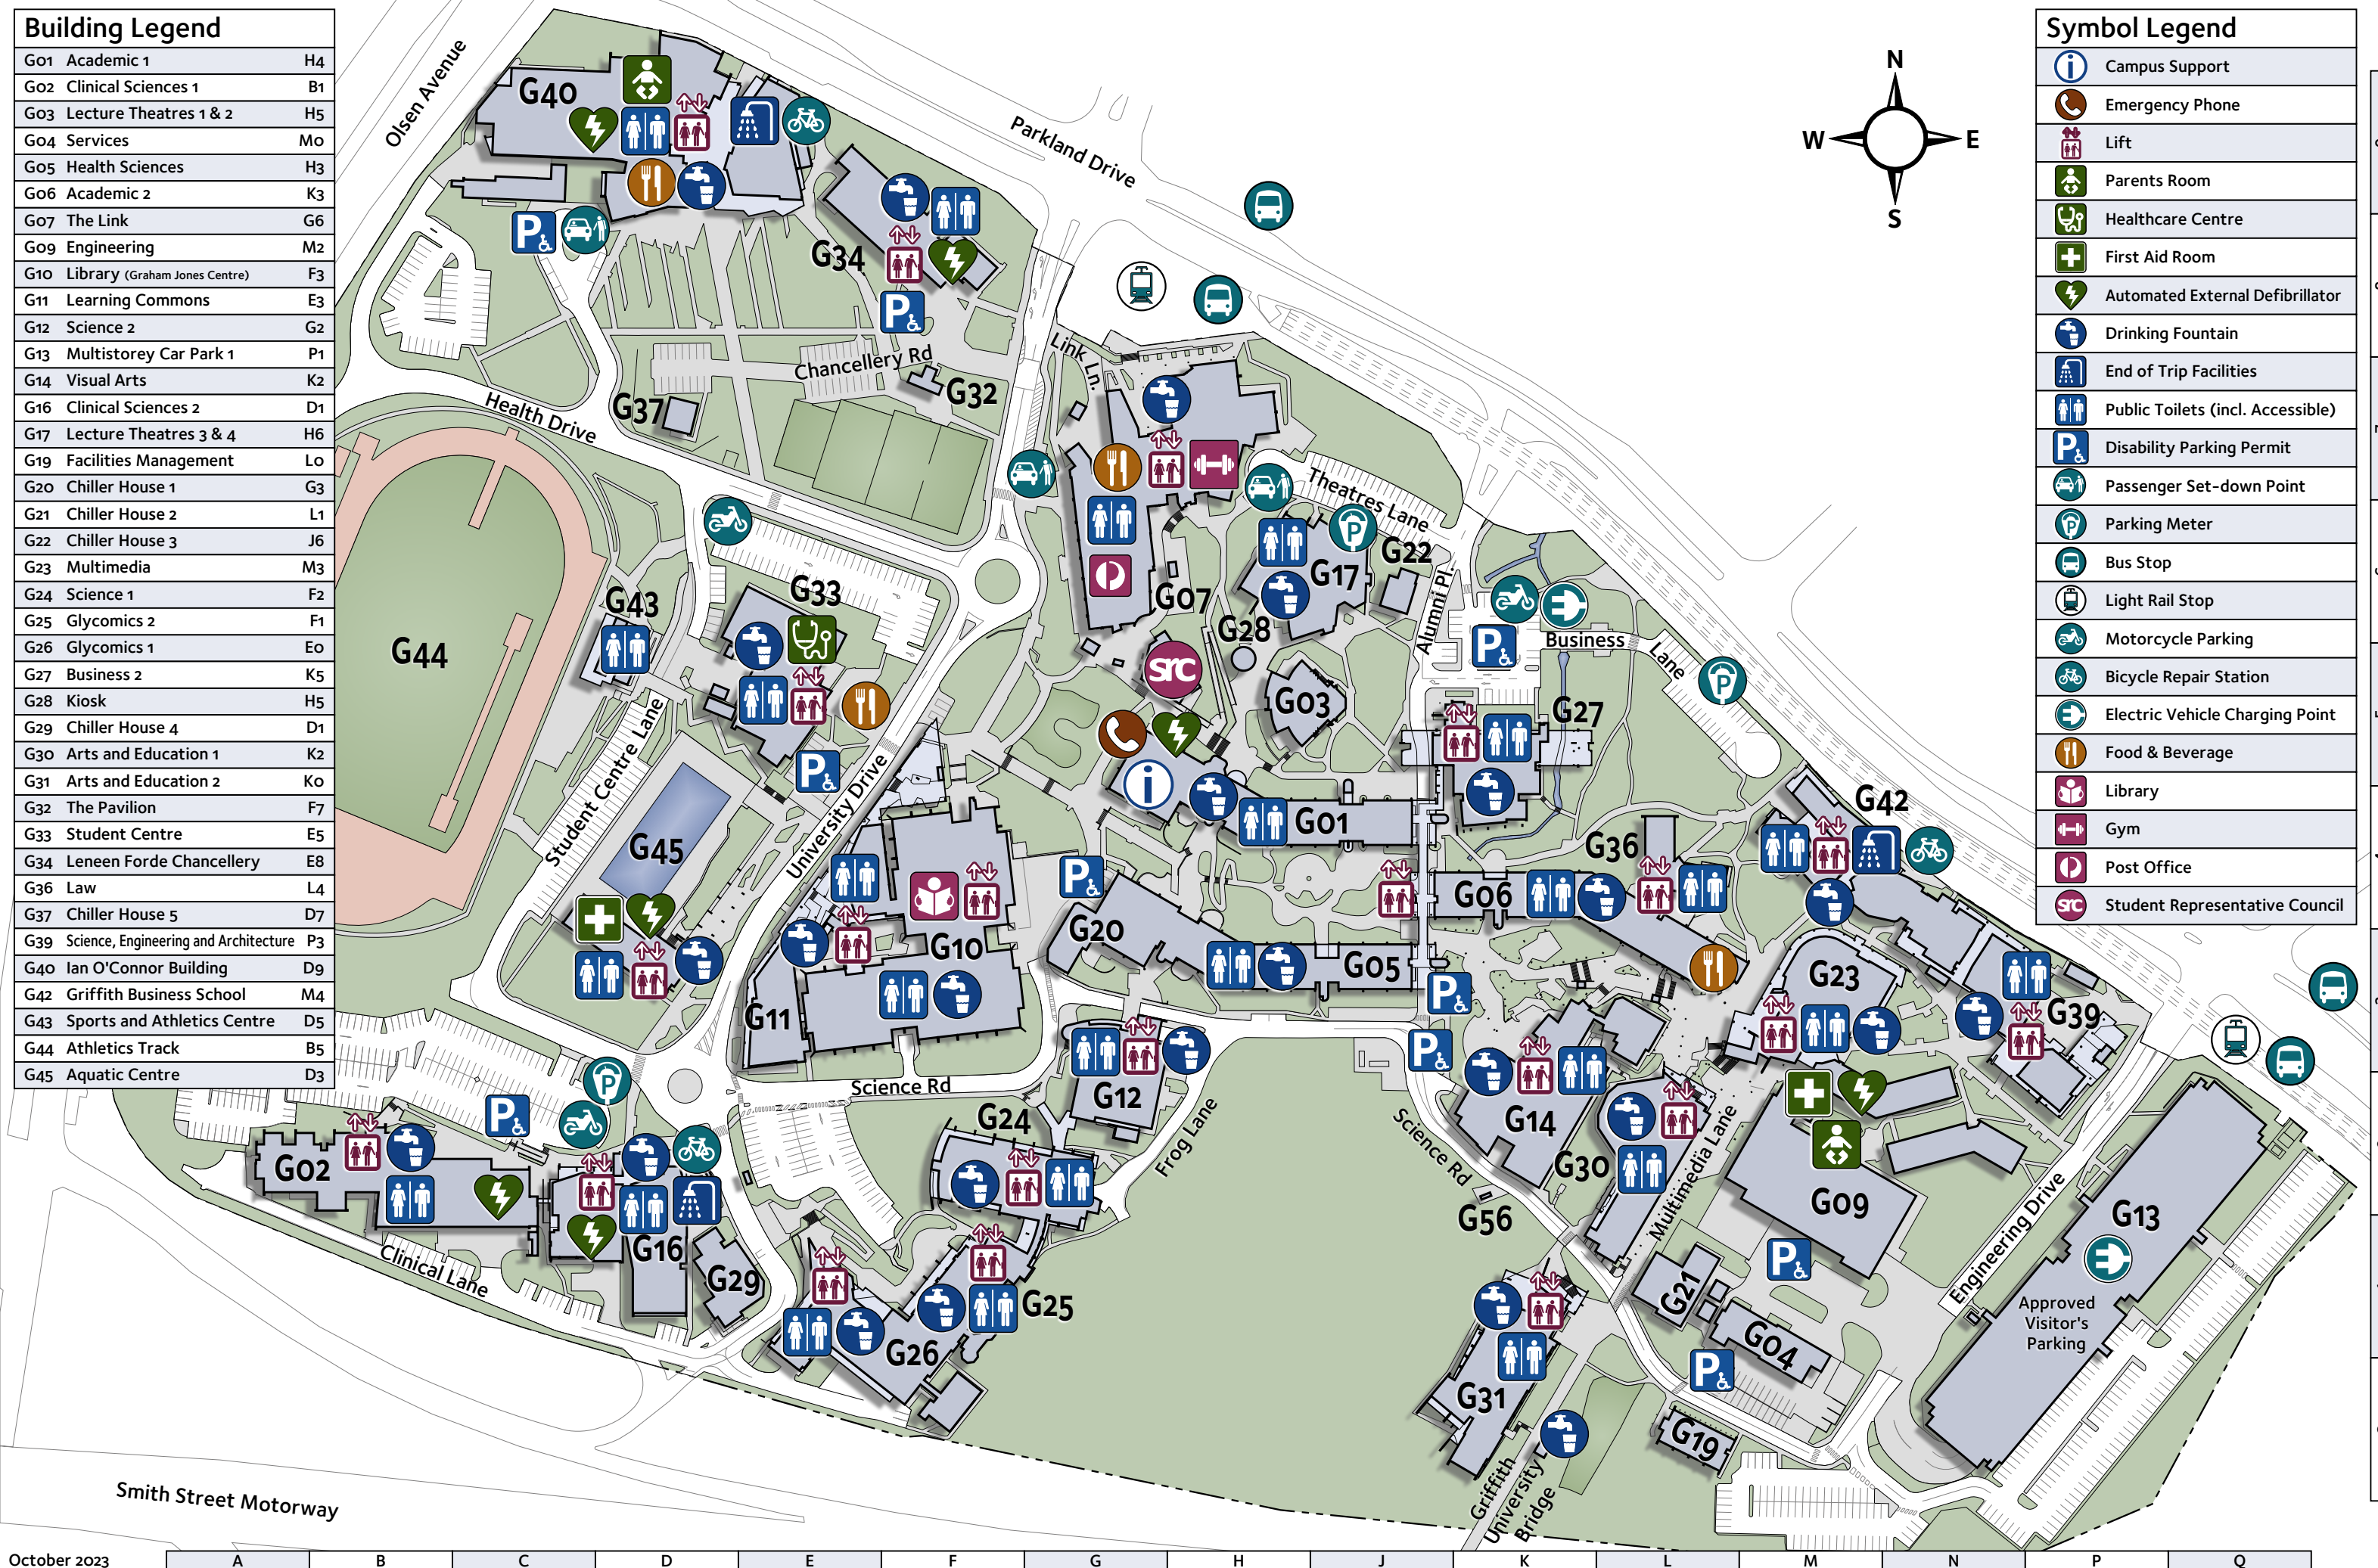 Building Legend
G01 Academic 1 H4
G02 Clinical Sciences 1 B1
G03 Lecture Theatres 1 & 2 H5
G04 Services M0
G05 Health Sciences H3
G06 Academic 2 K3
G07 The Link G6
G09 Engineering M2
G10 Library (Graham Jones Centre) F3
G11 Learning Commons E3
G12 Science 2 G2
G13 Multistorey Car Park 1 P1
G14 Visual Arts K2
G16 Clinical Sciences 2 D1
G17 Lecture Theatres 3 & 4 H6
G19 Facilities Management L0
G20 Chiller House 1 G3
G21 Chiller House 2 L1
G22 Chiller House 3 J6
G23 Multimedia M3
G24 Science 1 F2
G25 Glycomics 2 F1
G26 Glycomics 1 E0
G27 Business 2 K5
G28 Kiosk H5
G29 Chiller House 4 D1
G30 Arts and Education 1 K2
G31 Arts and Education 2 K0
G32 The Pavilion F7
G33 Student Centre E5
G34 Leneen Forde Chancellery E8
G36 Law L4
G37 Chiller House 5 D7
G39 Science, Engineering and Architecture P3
G40 Ian O'Connor Building D9
G42 Griffith Business School M4
G43 Sports and Athletics Centre D5
G44 Athletics Track B5
G45 Aquatic Centre D3
Symbol Legend
i Campus Support
Emergency Phone
Lift
Parents Room
Healthcare Centre
First Aid Room
Automated External Defibrillator
Drinking Fountain
End of Trip Facilities
Public Toilets (incl. Accessible)
P Disability Parking Permit
Passenger Set-down Point
P Parking Meter
Bus Stop
Light Rail Stop
Motorcycle Parking
Bicycle Repair Station
Electric Vehicle Charging Point
Food & Beverage
Library
Gym
Post Office
src Student Representative Council
N
W E
S
Olsen Avenue
Parkland Drive
G40
P
G34
P
Link Ln.
Chancellery Rd
G32
G37
Health Drive
Theatres Lane
P
G22
G17
Alumni Pl.
G07
G28
G33
G43
G44
P
Business
Lane
P
src
G03
G27
P
Student Centre Lane
University Drive
i
G01
G42
G45
G36
P
G06
G20
G10
G05
P
G23
G39
G11
P
Science Rd
G12
G14
P
P
G24
Frog Lane
Science Rd
G30
Multimedia Lane
G09
G13
G02
G16
G56
Engineering Drive
Clinical Lane
G29
P
G21
Approved
Visitor's
Parking
G25
G04
G26
P
G31
G19
Griffith
University
Bridge
Smith Street Motorway
October 2023
A B C D E F G H J K L M N P Q